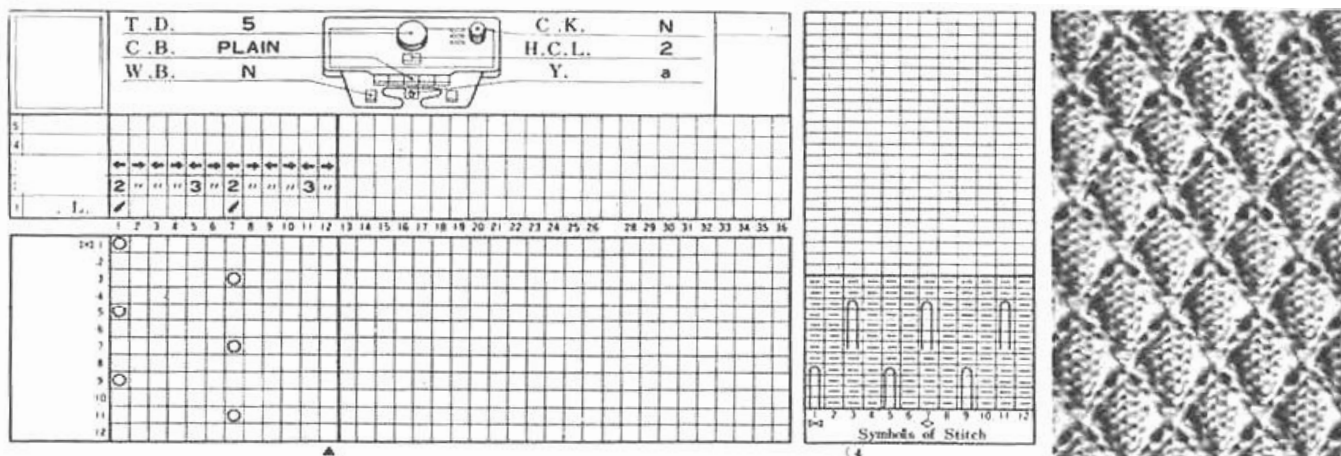 T.D. 5 C.K. N
C.B. PLAIN H.C.L. 2
W.B. N Y. a
5
4
← → ← → ← → ← → ← → ← →
2 " " " 3 " 2 " " " 3 "
1 L.
1 2 3 4 5 6 7 8 9 10 11 12 13 14 15 16 17 18 19 20 21 22 23 24 25 26 28 29 30 31 32 33 34 35 36
1
2
3
4
5
6
7
8
9
10
11
12
1 2 3 4 5 6 7 8 9 10 11 12
Symbols of Stitch